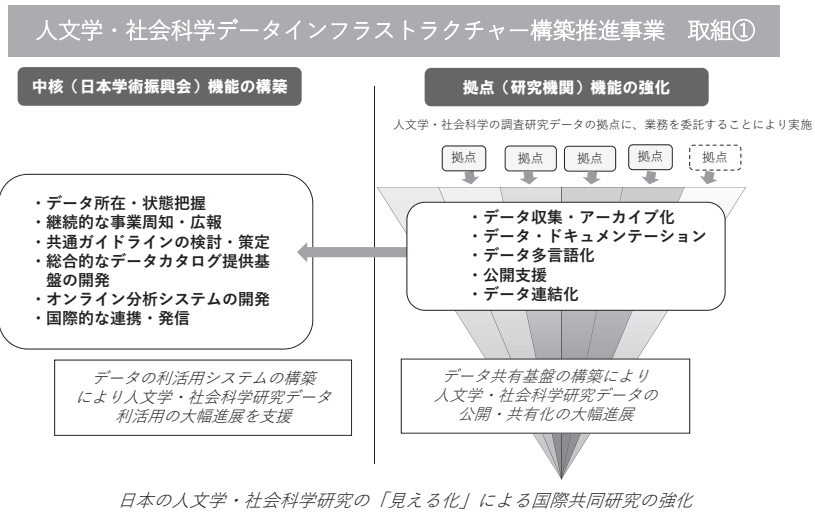 人文学・社会科学データインフラストラクチャー構築推進事業　取組①
中核（日本学術振興会）機能の構築
・データ所在・状態把握
・継続的な事業周知・広報
・共通ガイドラインの検討・策定
・総合的なデータカタログ提供基
盤の開発
・オンライン分析システムの開発
・国際的な連携・発信
データの利活用システムの構築
により人文学・社会科学研究データ
利活用の大幅進展を支援
拠点（研究機関）機能の強化
人文学・社会科学の調査研究データの拠点に、業務を委託することにより実施
拠点 拠点 拠点 拠点 拠点
・データ収集・アーカイブ化
・データ・ドキュメンテーション
・データ多言語化
・公開支援
・データ連結化
データ共有基盤の構築により
人文学・社会科学研究データの
公開・共有化の大幅進展
日本の人文学・社会科学研究の「見える化」による国際共同研究の強化